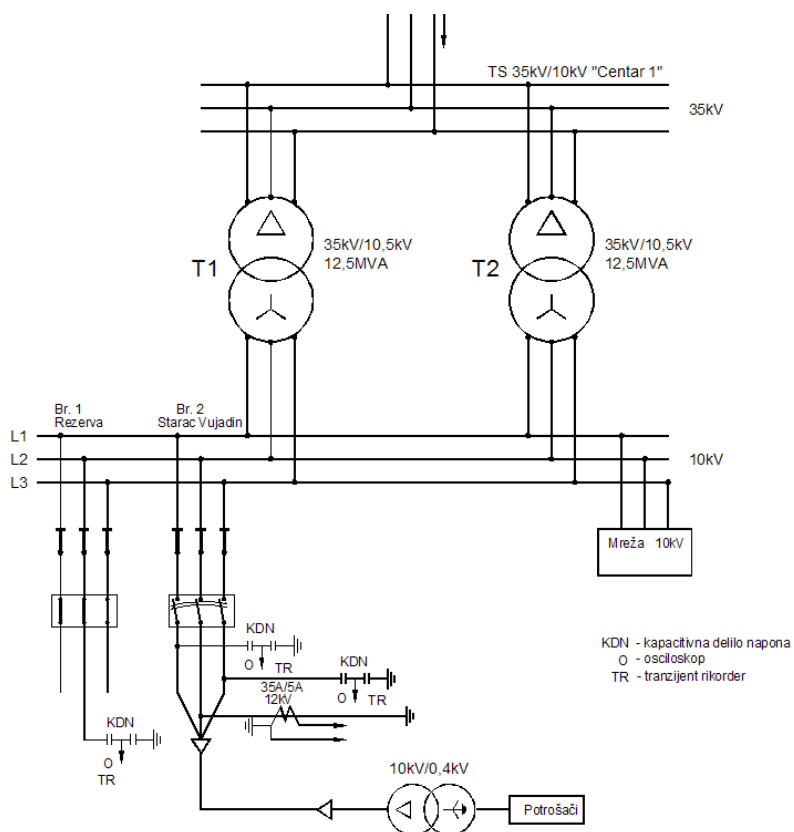 TS 35kV/10kV "Centar 1"
35kV
T1
35kV/10,5kV
12,5MVA
T2
35kV/10,5kV
12,5MVA
Br. 1
Rezerva
Br. 2
Starac Vujadin
L1
L2
L3
10kV
Mreža 10kV
KDN
O TR
KDN
O TR
35A/5A
12kV
KDN
O
TR
KDN - kapacitivna delilo napona
O - osciloskop
TR - tranzijent rikorder
10kV/0,4kV
Potrošači